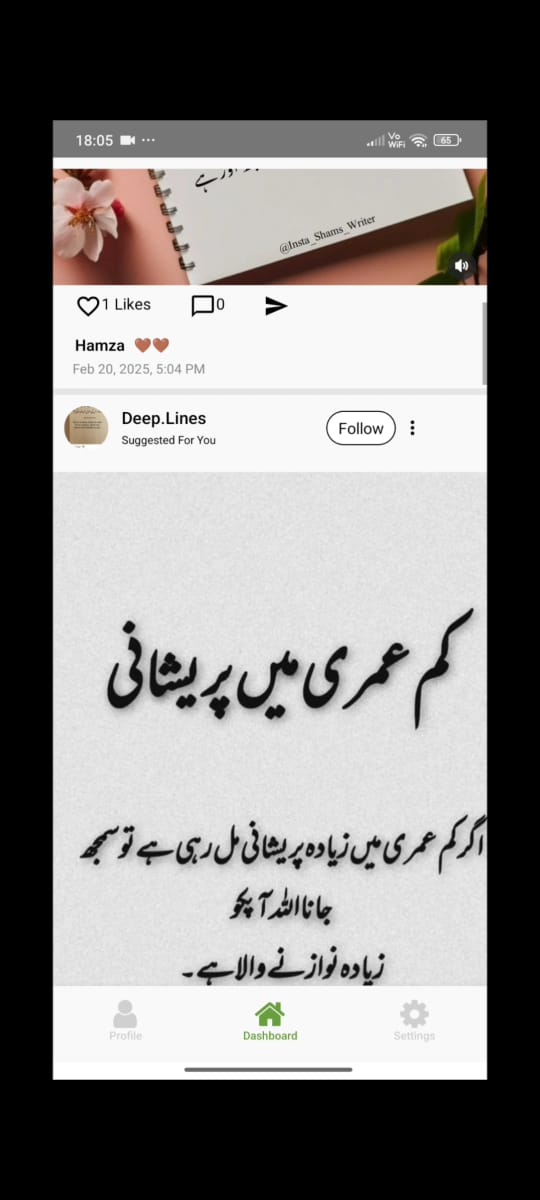 18:05
Vo
WiFi
65
اور ہے
@Insta_Shams_Writer
1 Likes
0
Hamza 🤎🤎
Feb 20, 2025, 5:04 PM
Deep.Lines
Suggested For You
Follow
کم عمری میں پریشانی
اگر کم عمری میں زیادہ پریشانی مل رہی ہے تو سمجھ
جانا اللہ آپکو
زیادہ نوازنے والا ہے۔
Profile
Dashboard
Settings